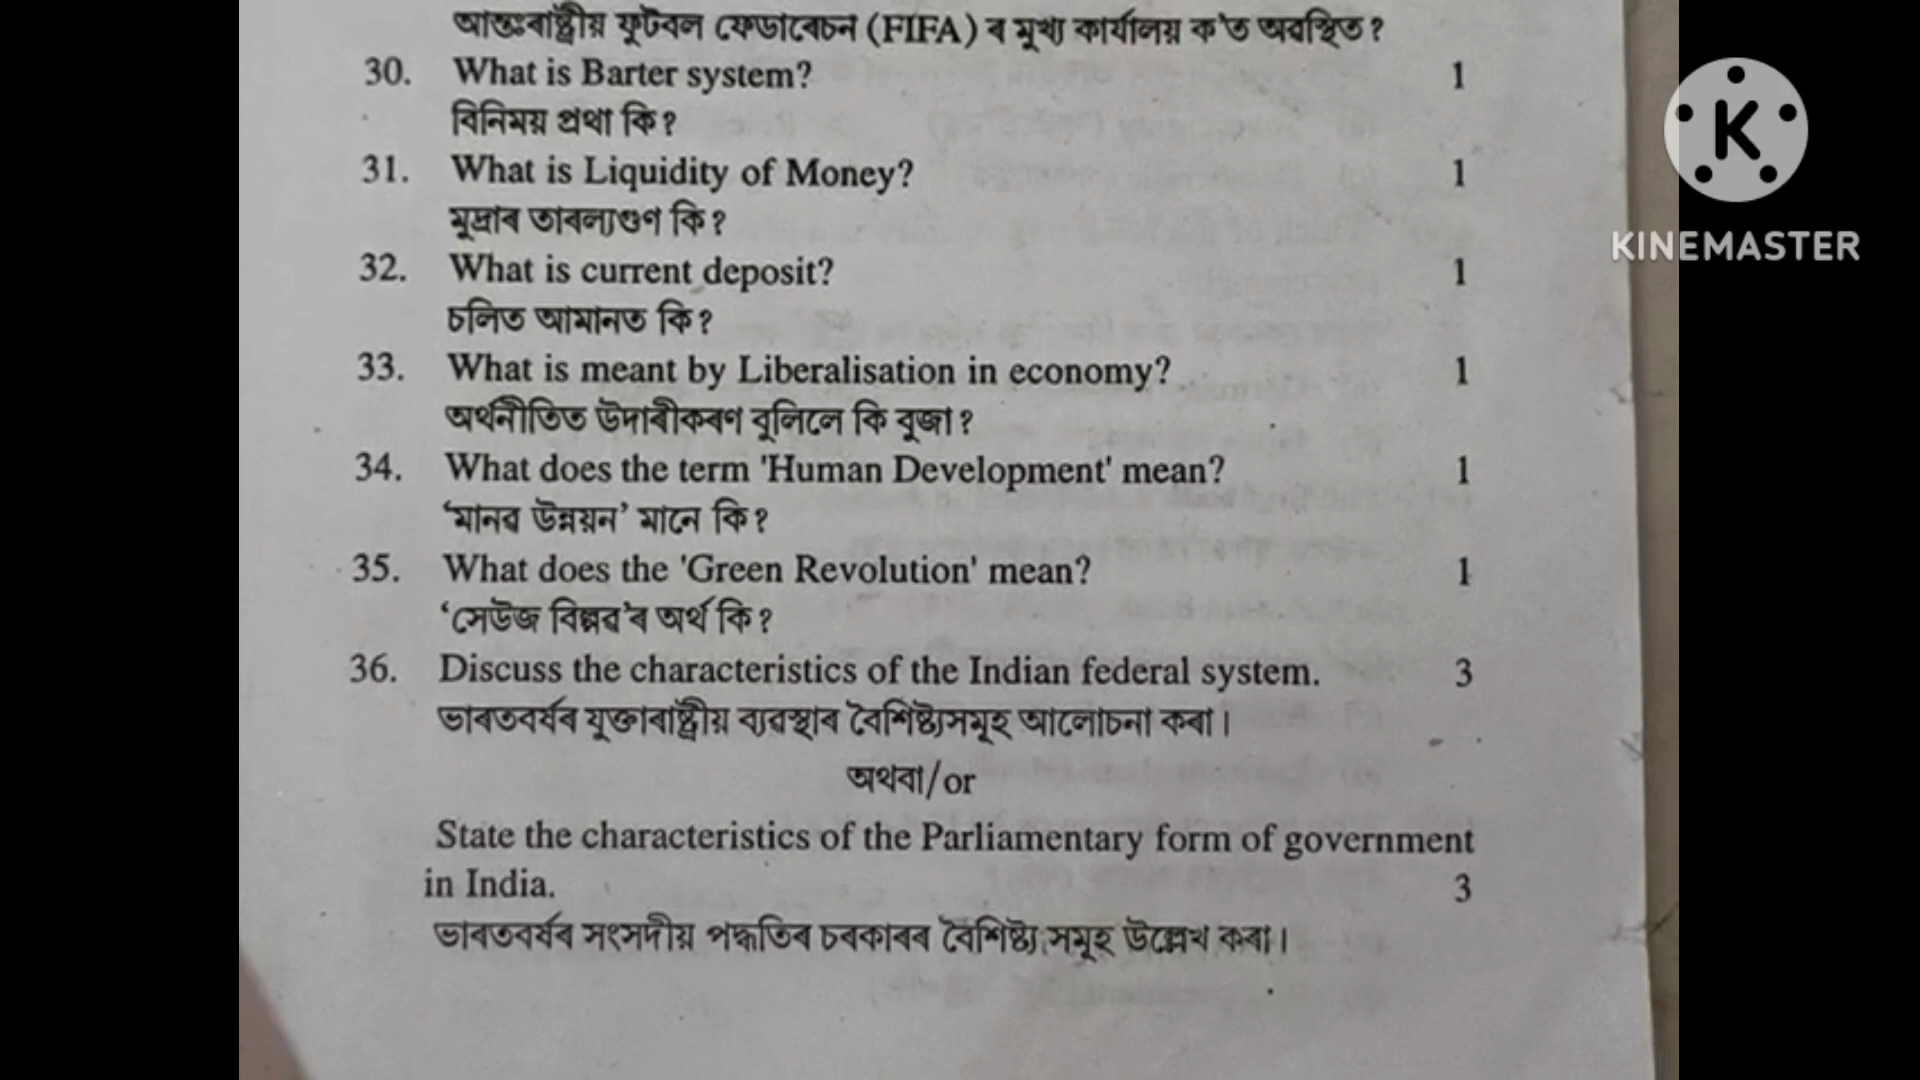 আন্তঃৰাষ্ট্ৰীয় ফুটবল ফেডাৰেচন (FIFA) ৰ মুখ্য কাৰ্যালয় ক'ত অৱস্থিত ?
30. What is Barter system? 1
বিনিময় প্ৰথা কি ?
31. What is Liquidity of Money? 1
মুদ্ৰাৰ তাৰল্যগুণ কি ?
32. What is current deposit? 1
চলিত আমানত কি ?
33. What is meant by Liberalisation in economy? 1
অৰ্থনীতিত উদাৰীকৰণ বুলিলে কি বুজা ?
34. What does the term 'Human Development' mean? 1
‘মানৱ উন্নয়ন’ মানে কি ?
35. What does the 'Green Revolution' mean? 1
‘সেউজ বিপ্লৱ’ৰ অৰ্থ কি ?
36. Discuss the characteristics of the Indian federal system. 3
ভাৰতবৰ্ষৰ যুক্তাৰাষ্ট্ৰীয় ব্যৱস্থাৰ বৈশিষ্ট্যসমূহ আলোচনা কৰা।
অথবা/or
State the characteristics of the Parliamentary form of government
in India. 3
ভাৰতবৰ্ষৰ সংসদীয় পদ্ধতিৰ চৰকাৰৰ বৈশিষ্ট্য সমূহ উল্লেখ কৰা।
K
KINEMASTER